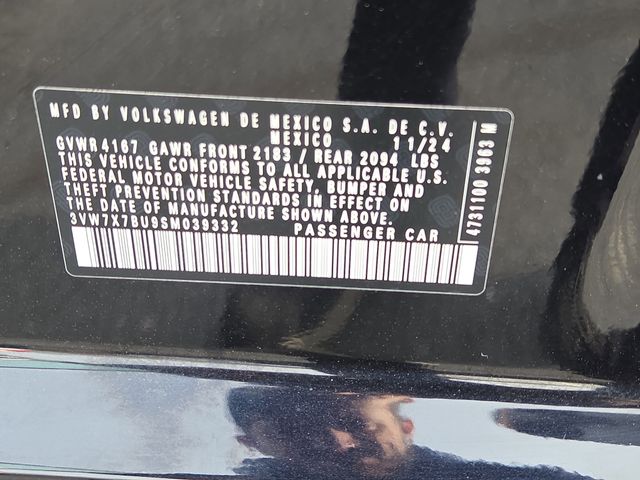 MFD BY VOLKSWAGEN DE MEXICO S.A. DE C.V.
MEXICO 11/24
GVWR 4167 GAWR FRONT 2183 / REAR 2094 LBS
THIS VEHICLE CONFORMS TO ALL APPLICABLE U.S.
FEDERAL MOTOR VEHICLE SAFETY, BUMPER AND
THEFT PREVENTION STANDARDS IN EFFECT ON
THE DATE OF MANUFACTURE SHOWN ABOVE.
3VW7X7BU9SM039332 PASSENGER CAR
4731100 3963 M